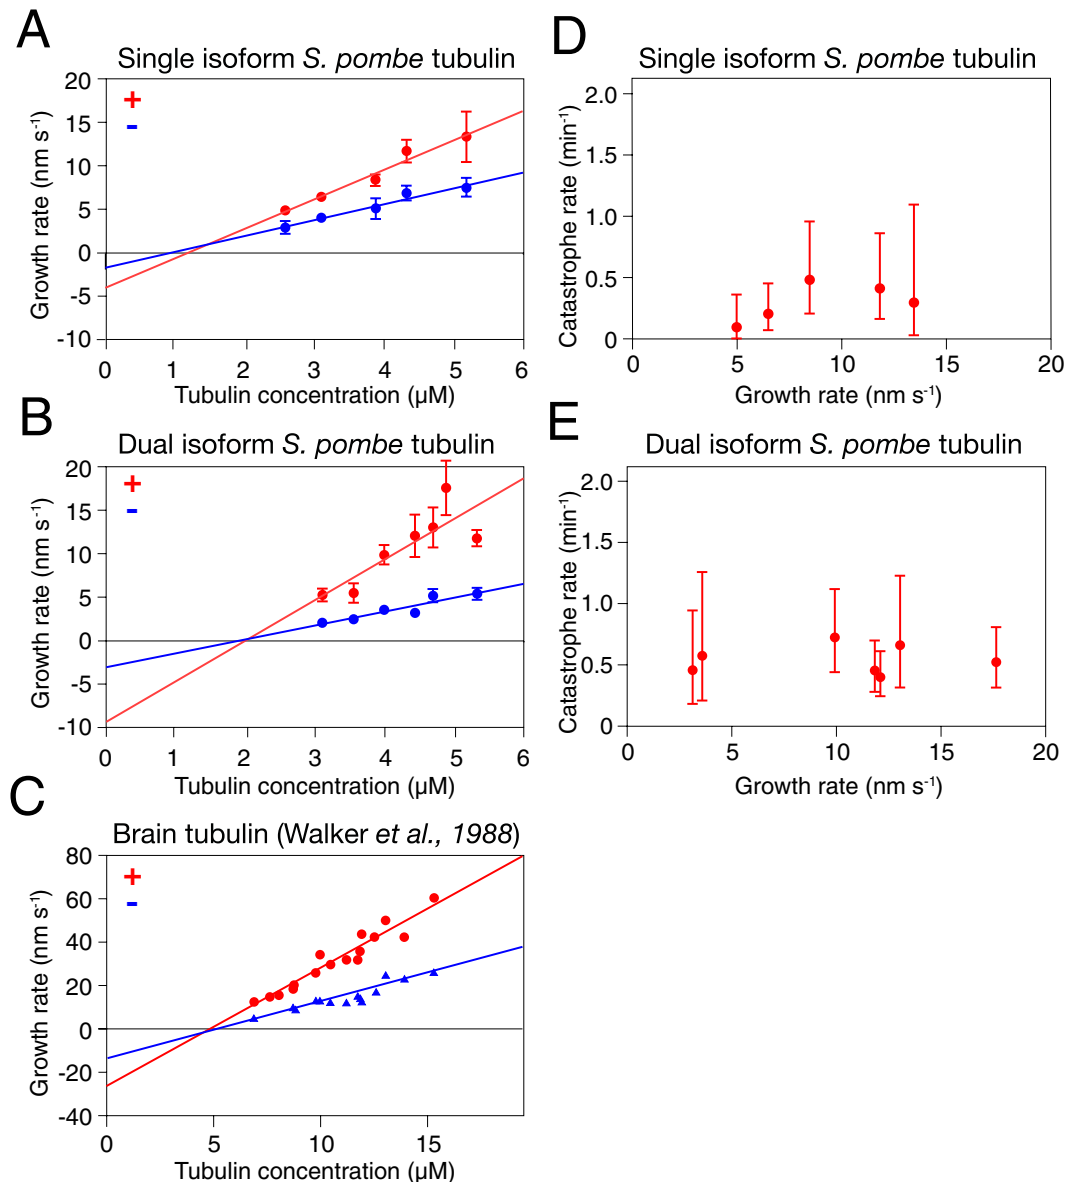 A
Single isoform S. pombe tubulin
20
15
10
5
0
-5
-10
+
-
Growth rate (nm s-1)
0 1 2 3 4 5 6
Tubulin concentration (µM)
D
Single isoform S. pombe tubulin
2.0
1.5
1.0
0.5
0
Catastrophe rate (min-1)
0 5 10 15 20
Growth rate (nm s-1)
B
Dual isoform S. pombe tubulin
20
15
10
5
0
-5
-10
+
-
Growth rate (nm s-1)
0 1 2 3 4 5 6
Tubulin concentration (µM)
E
Dual isoform S. pombe tubulin
2.0
1.5
1.0
0.5
0
Catastrophe rate (min-1)
0 5 10 15 20
Growth rate (nm s-1)
C
Brain tubulin (Walker et al., 1988)
80
60
40
20
0
-20
-40
+
-
Growth rate (nm s-1)
0 5 10 15
Tubulin concentration (µM)